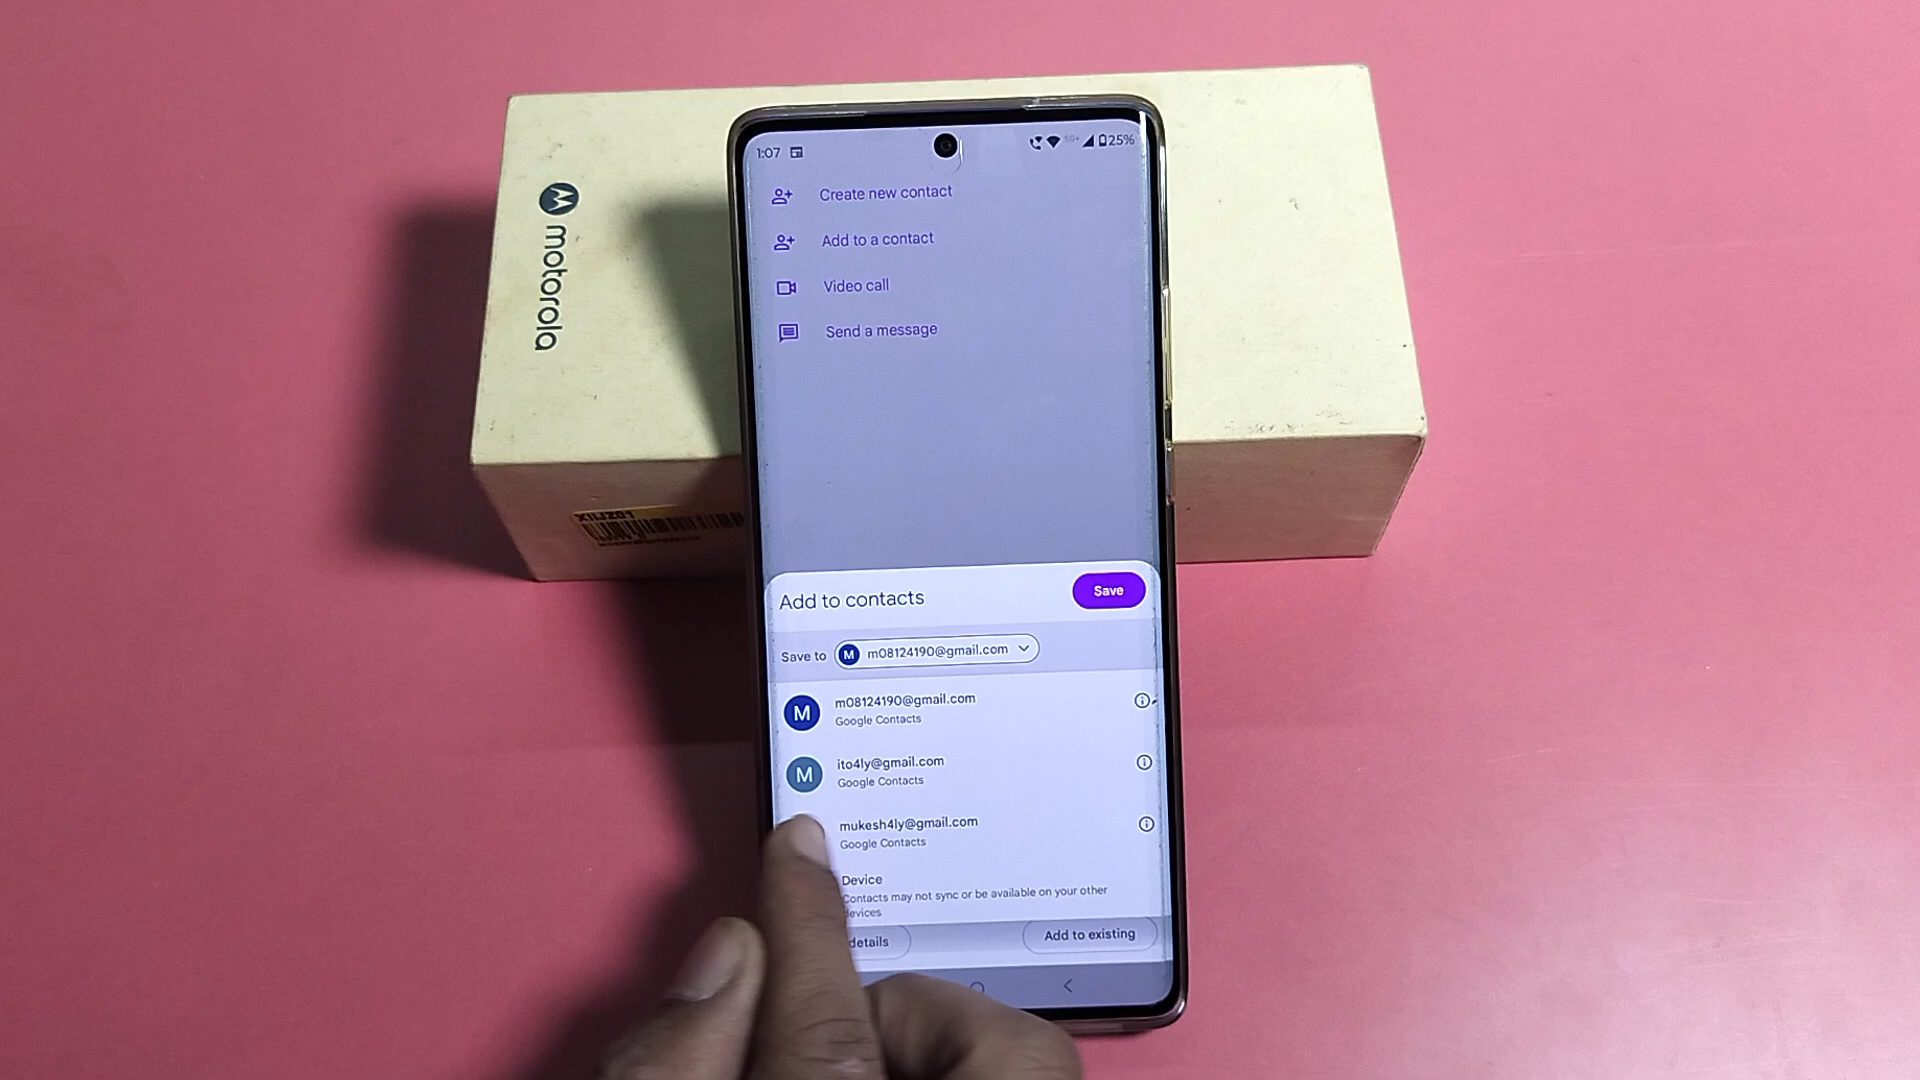 motorola
XIIJZ01
1:07
5G+
25%
Create new contact
Add to a contact
Video call
Send a message
Add to contacts
Save
Save to
M
m08124190@gmail.com
M
m08124190@gmail.com
Google Contacts
M
ito4ly@gmail.com
Google Contacts
mukesh4ly@gmail.com
Google Contacts
Device
Contacts may not sync or be available on your other
devices
details
Add to existing